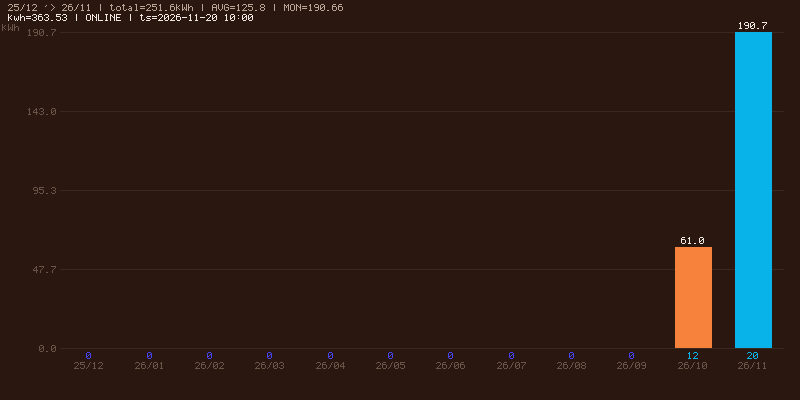 25/12 -> 26/11 | total=251.6kWh | AVG=125.8 | MON=190.66
Kwh=363.53 | ONLINE | ts=2026-11-20 10:00
kWh
190.7
190.7
143.0
95.3
61.0
47.7
0.0
0 0 0 0 0 0 0 0 0 0 12 20
25/12 26/01 26/02 26/03 26/04 26/05 26/06 26/07 26/08 26/09 26/10 26/11